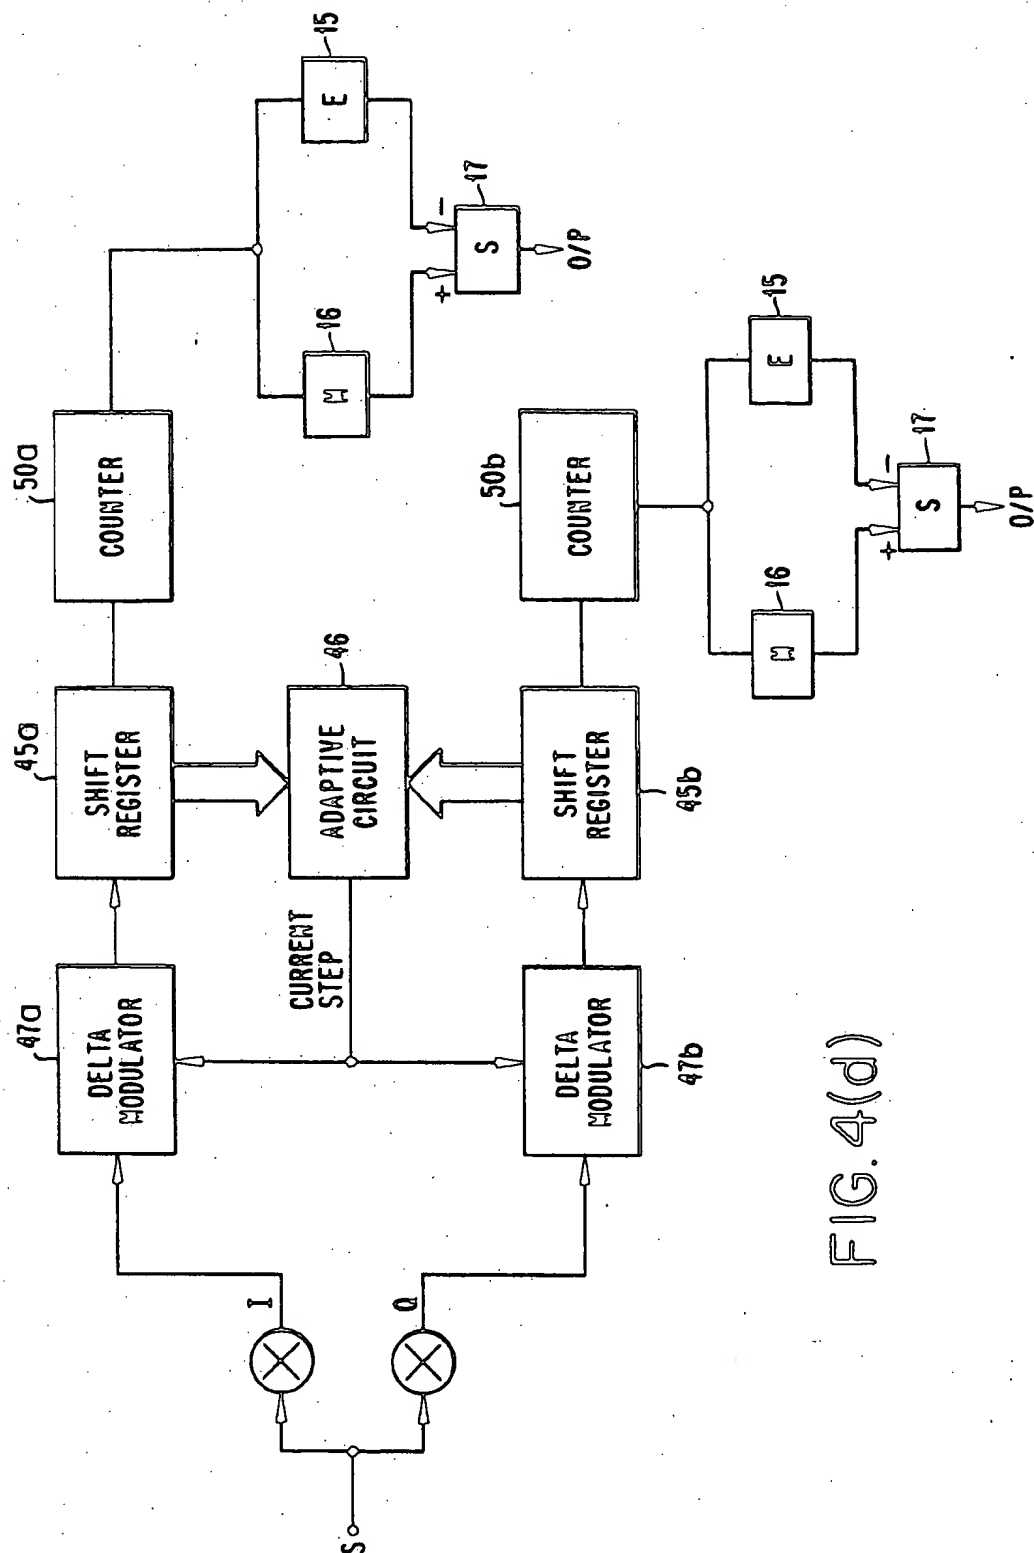 47a
45a
50a
DELTA
MODULATOR
SHIFT
REGISTER
COUNTER
I
CURRENT
STEP
46
ADAPTIVE
CIRCUIT
16
M
15
E
+
-
17
S
O/P
S
Q
50b
DELTA
MODULATOR
SHIFT
REGISTER
COUNTER
47b
45b
16
M
15
E
+
-
17
S
O/P
FIG. 4(d)